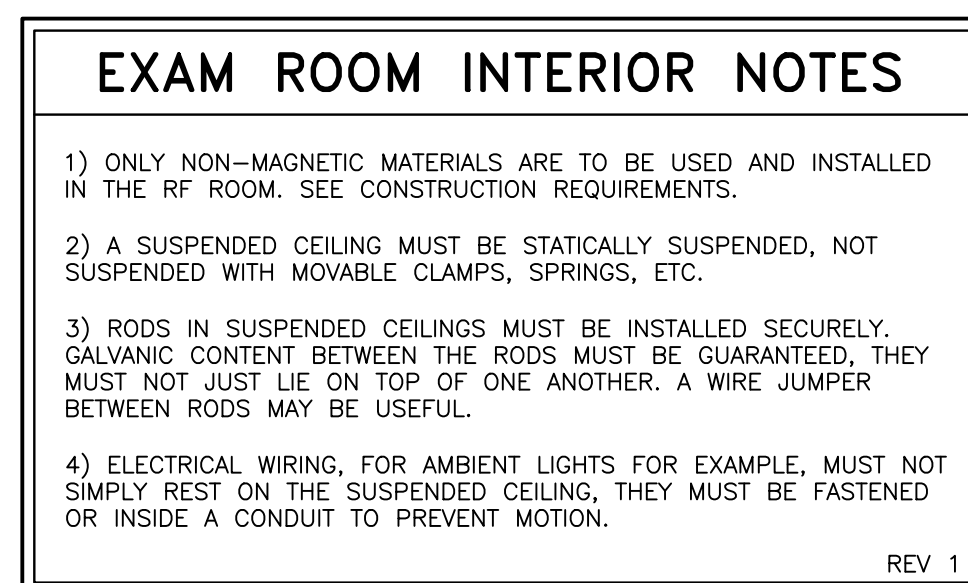 EXAM ROOM INTERIOR NOTES
1) ONLY NON-MAGNETIC MATERIALS ARE TO BE USED AND INSTALLED
IN THE RF ROOM. SEE CONSTRUCTION REQUIREMENTS.
2) A SUSPENDED CEILING MUST BE STATICALLY SUSPENDED, NOT
SUSPENDED WITH MOVABLE CLAMPS, SPRINGS, ETC.
3) RODS IN SUSPENDED CEILINGS MUST BE INSTALLED SECURELY.
GALVANIC CONTENT BETWEEN THE RODS MUST BE GUARANTEED, THEY
MUST NOT JUST LIE ON TOP OF ONE ANOTHER. A WIRE JUMPER
BETWEEN RODS MAY BE USEFUL.
4) ELECTRICAL WIRING, FOR AMBIENT LIGHTS FOR EXAMPLE, MUST NOT
SIMPLY REST ON THE SUSPENDED CEILING, THEY MUST BE FASTENED
OR INSIDE A CONDUIT TO PREVENT MOTION.
REV 1